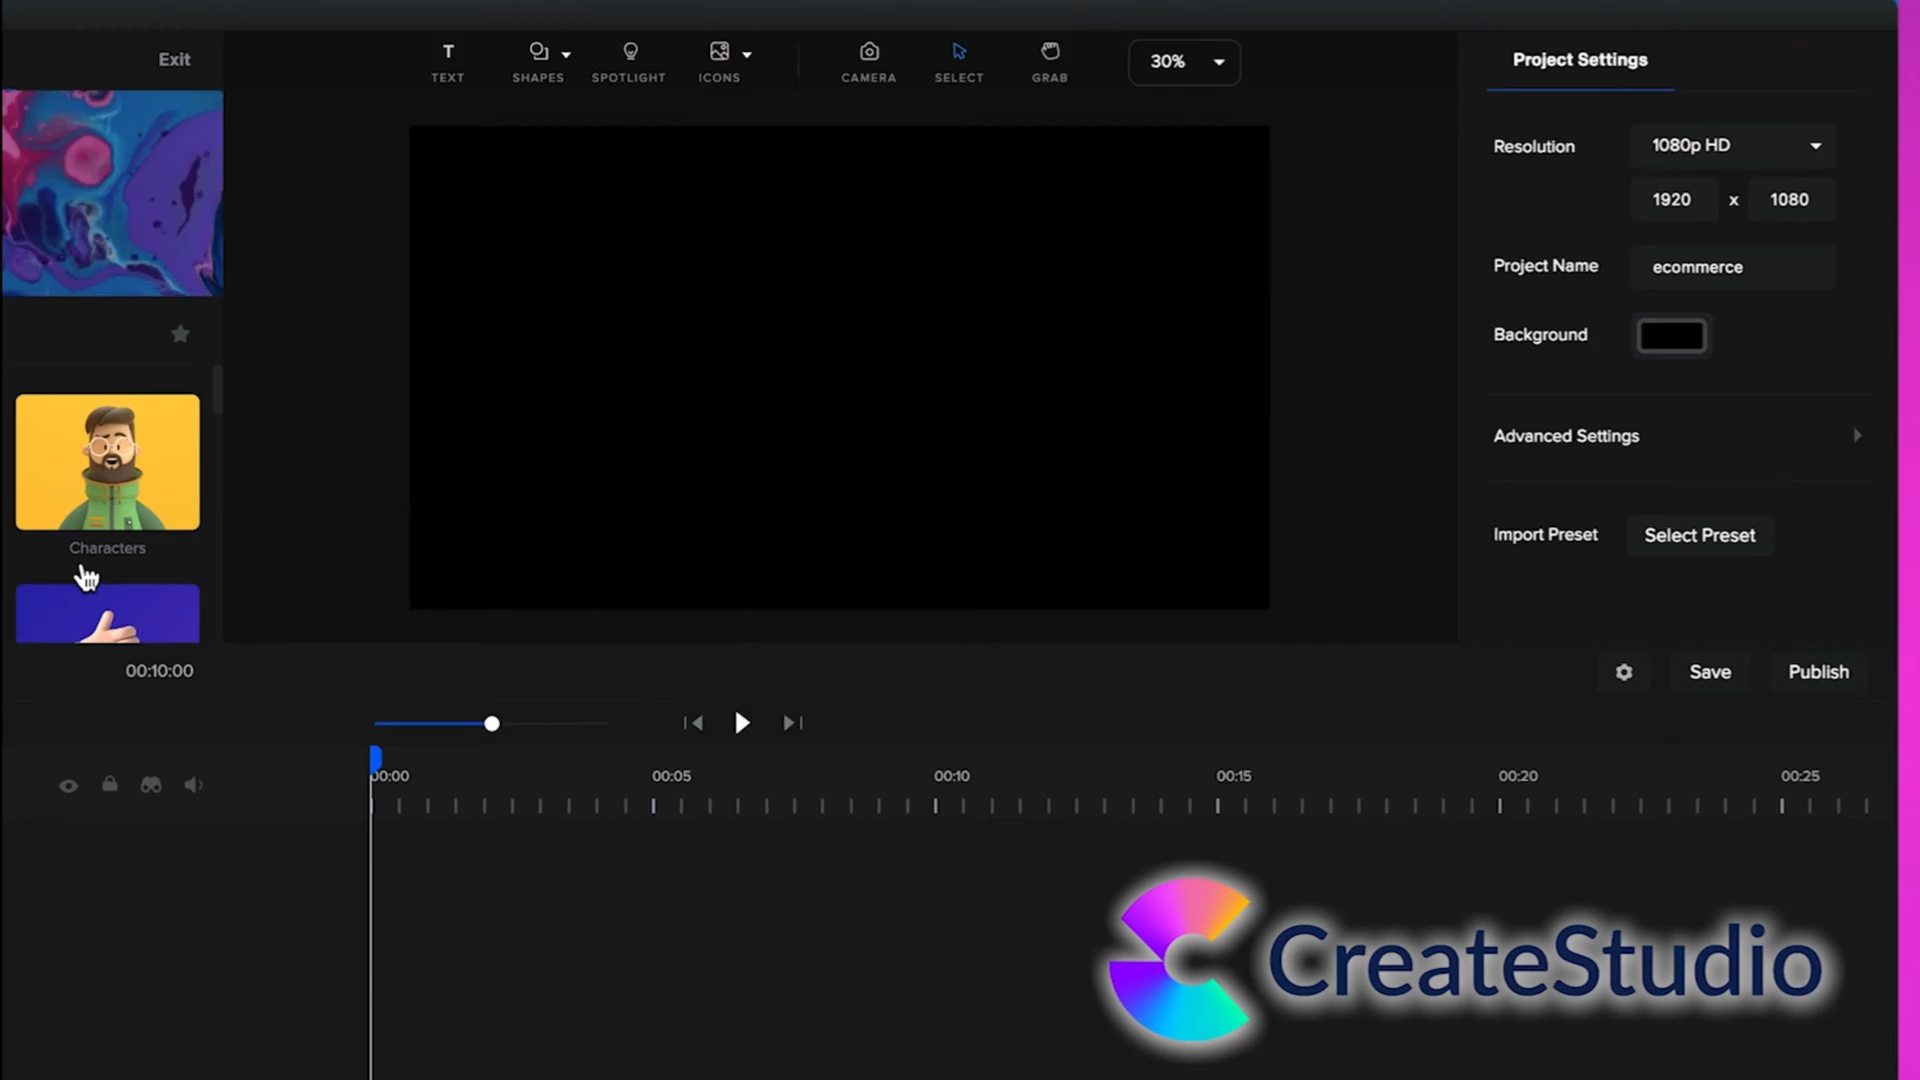 Exit
TEXT
SHAPES
SPOTLIGHT
ICONS
CAMERA
SELECT
GRAB
30%
Project Settings
Resolution
1080p HD
1920 x 1080
Project Name
ecommerce
Background
Advanced Settings
Import Preset
Select Preset
Characters
00:10:00
Save
Publish
00:00
00:05
00:10
00:15
00:20
00:25
CreateStudio